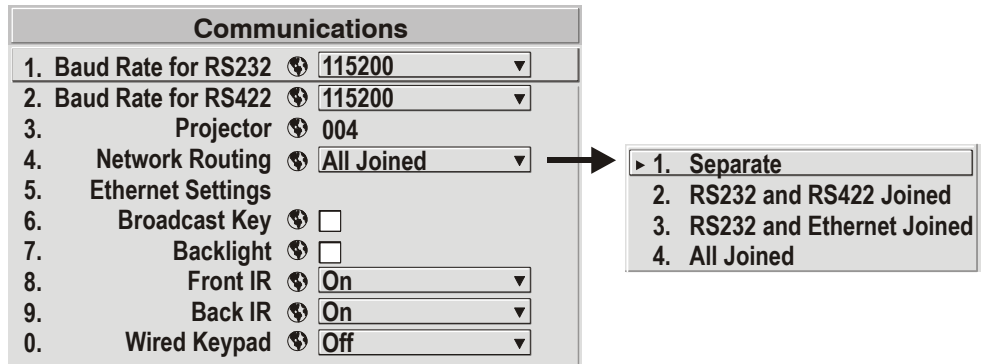 Communications
1. Baud Rate for RS232 115200
2. Baud Rate for RS422 115200
3. Projector 004
4. Network Routing All Joined
5. Ethernet Settings
6. Broadcast Key
7. Backlight
8. Front IR On
9. Back IR On
0. Wired Keypad Off
1. Separate
2. RS232 and RS422 Joined
3. RS232 and Ethernet Joined
4. All Joined